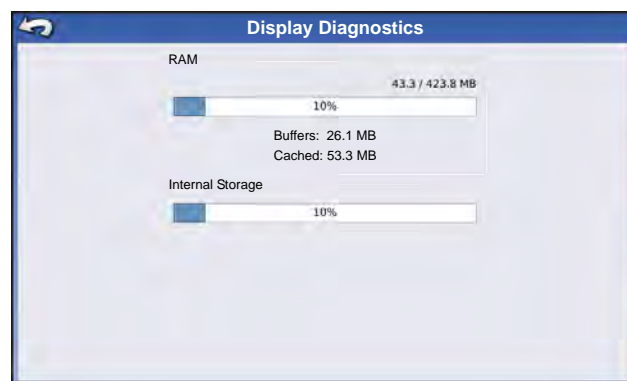 Display Diagnostics
RAM
43.3 / 423.8 MB
10%
Buffers: 26.1 MB
Cached: 53.3 MB
Internal Storage
10%